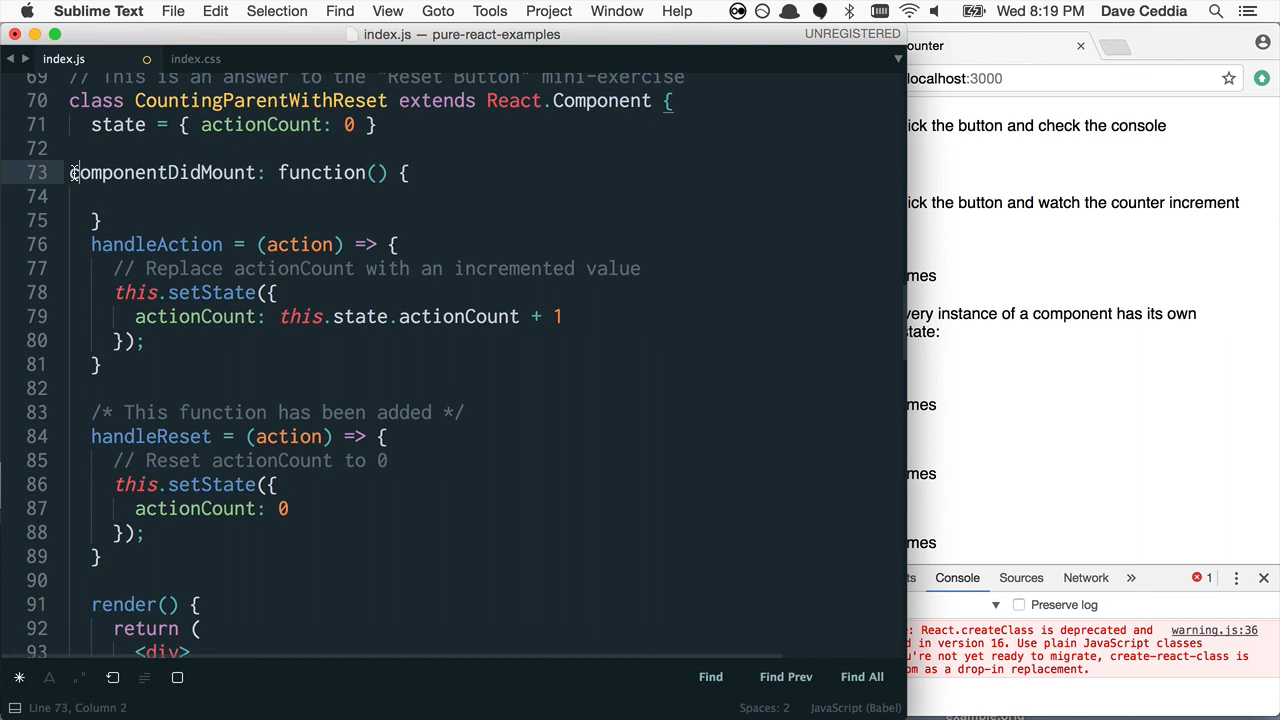 Sublime Text File Edit Selection Find View Goto Tools Project Window Help Wed 8:19 PM Dave Ceddia
index.js — pure-react-examples UNREGISTERED
index.js index.css
ounter
localhost:3000
69 // This is an answer to the "Reset Button" mini-exercise
70 class CountingParentWithReset extends React.Component {
71 state = { actionCount: 0 }
72
73 componentDidMount: function() {
74
75 }
76 handleAction = (action) => {
77 // Replace actionCount with an incremented value
78 this.setState({
79 actionCount: this.state.actionCount + 1
80 });
81 }
82
83 /* This function has been added */
84 handleReset = (action) => {
85 // Reset actionCount to 0
86 this.setState({
87 actionCount: 0
88 });
89 }
90
91 render() {
92 return (
93 <div>
Find Find Prev Find All
Line 73, Column 2 Spaces: 2 JavaScript (Babel)
ick the button and check the console
ick the button and watch the counter increment
mes
very instance of a component has its own
tate:
mes
mes
mes
ts Console Sources Network » 1
Preserve log
e: React.createClass is deprecated and warning.js:36
d in version 16. Use plain JavaScript classes
u're not yet ready to migrate, create-react-class is
om as a drop-in replacement.